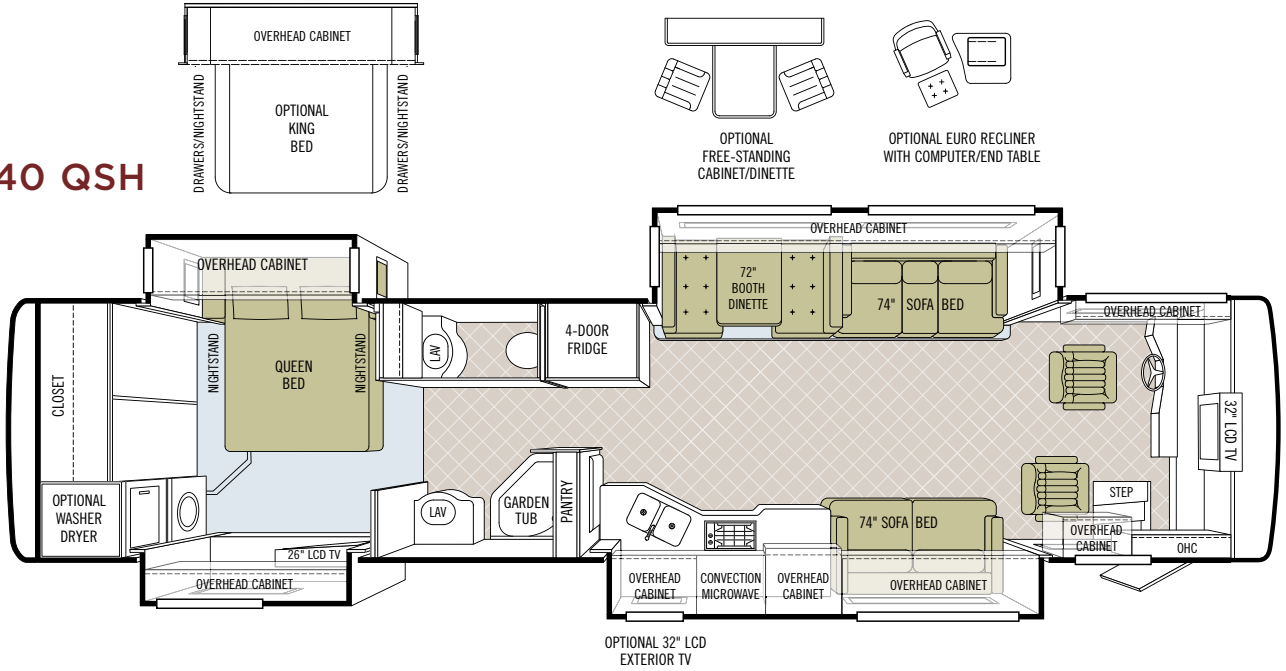 OVERHEAD CABINET
DRAWERS/NIGHTSTAND
OPTIONAL
KING
BED
DRAWERS/NIGHTSTAND
OPTIONAL
FREE-STANDING
CABINET/DINETTE
OPTIONAL EURO RECLINER
WITH COMPUTER/END TABLE
40 QSH
OVERHEAD CABINET
OVERHEAD CABINET
72"
BOOTH
DINETTE
74" SOFA BED
OVERHEAD CABINET
CLOSET
NIGHTSTAND
QUEEN
BED
NIGHTSTAND
LAV
4-DOOR
FRIDGE
32" LCD TV
OPTIONAL
WASHER
DRYER
LAV
GARDEN
TUB
PANTRY
74" SOFA BED
STEP
OVERHEAD
CABINET
OHC
26" LCD TV
OVERHEAD CABINET
OVERHEAD
CABINET
CONVECTION
MICROWAVE
OVERHEAD
CABINET
OVERHEAD CABINET
OPTIONAL 32" LCD
EXTERIOR TV